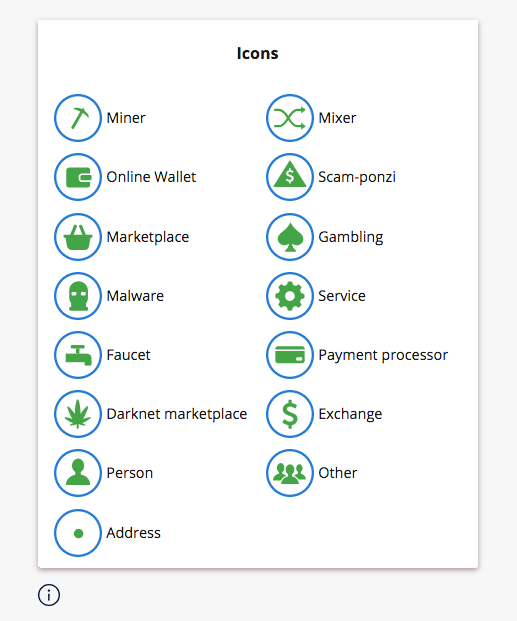 Icons
Miner
Mixer
Online Wallet
Scam-ponzi
$
Marketplace
Gambling
Malware
Service
Faucet
Payment processor
Darknet marketplace
$
Exchange
Person
Other
Address
i